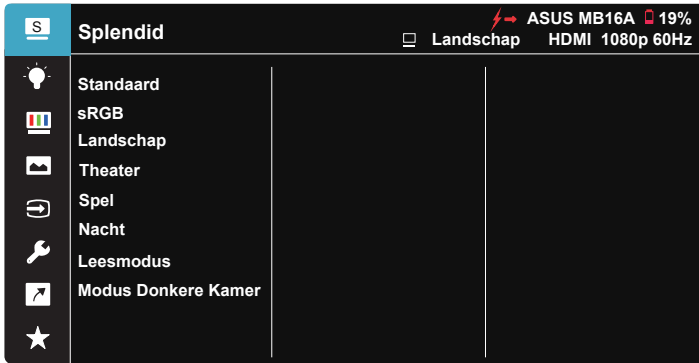 S
Splendid
ASUS MB16A 19%
Landschap HDMI 1080p 60Hz
Standaard
sRGB
Landschap
Theater
Spel
Nacht
Leesmodus
Modus Donkere Kamer